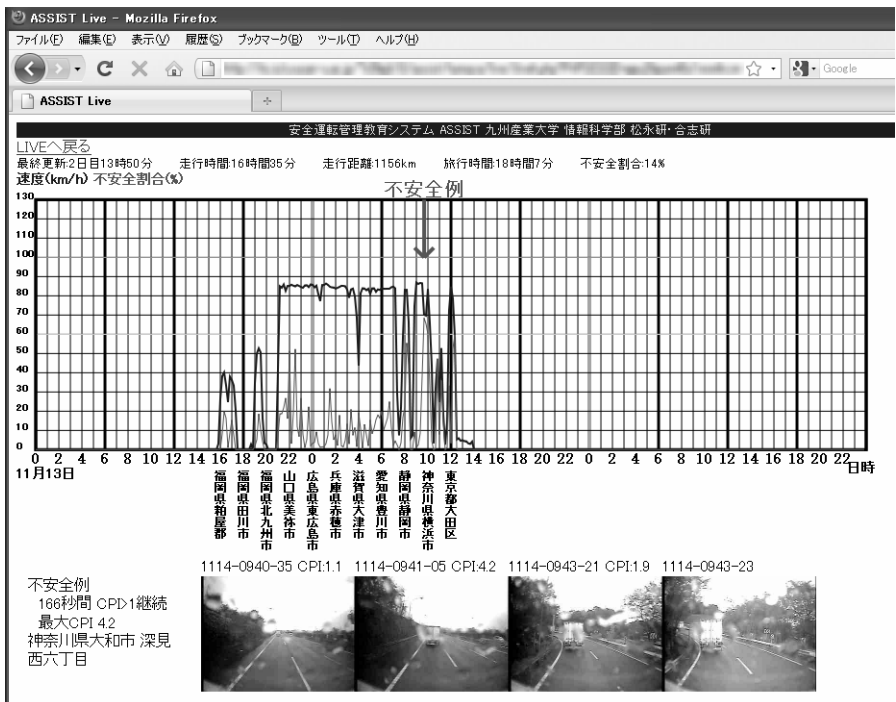 ASSIST Live - Mozilla Firefox
ファイル(F) 編集(E) 表示(V) 履歴(S) ブックマーク(B) ツール(T) ヘルプ(H)
Google
ASSIST Live
安全運転管理教育システム ASSIST 九州産業大学 情報科学部 松永研・合志研
LIVEへ戻る
最終更新:2日目13時50分 走行時間:16時間35分 走行距離:1156km 旅行時間:18時間7分 不安全割合:14%
速度(km/h) 不安全割合(%)
不安全例
130
120
110
100
90
80
70
60
50
40
30
20
10
0
0 2 4 6 8 10 12 14 16 18 20 22 0 2 4 6 8 10 12 14 16 18 20 22 0 2 4 6 8 10 12 14 16 18 20 22
11月13日
日時
福岡県粕屋郡
福岡県田川市
福岡県北九州市
山口県美祢市
広島県東広島市
兵庫県赤穂市
滋賀県大津市
愛知県豊川市
静岡県静岡市
神奈川県横浜市
東京都大田区
1114-0940-35 CPI:1.1 1114-0941-05 CPI:4.2 1114-0943-21 CPI:1.9 1114-0943-23
不安全例
166秒間 CPI>1継続
最大CPI 4.2
神奈川県大和市 深見
西六丁目